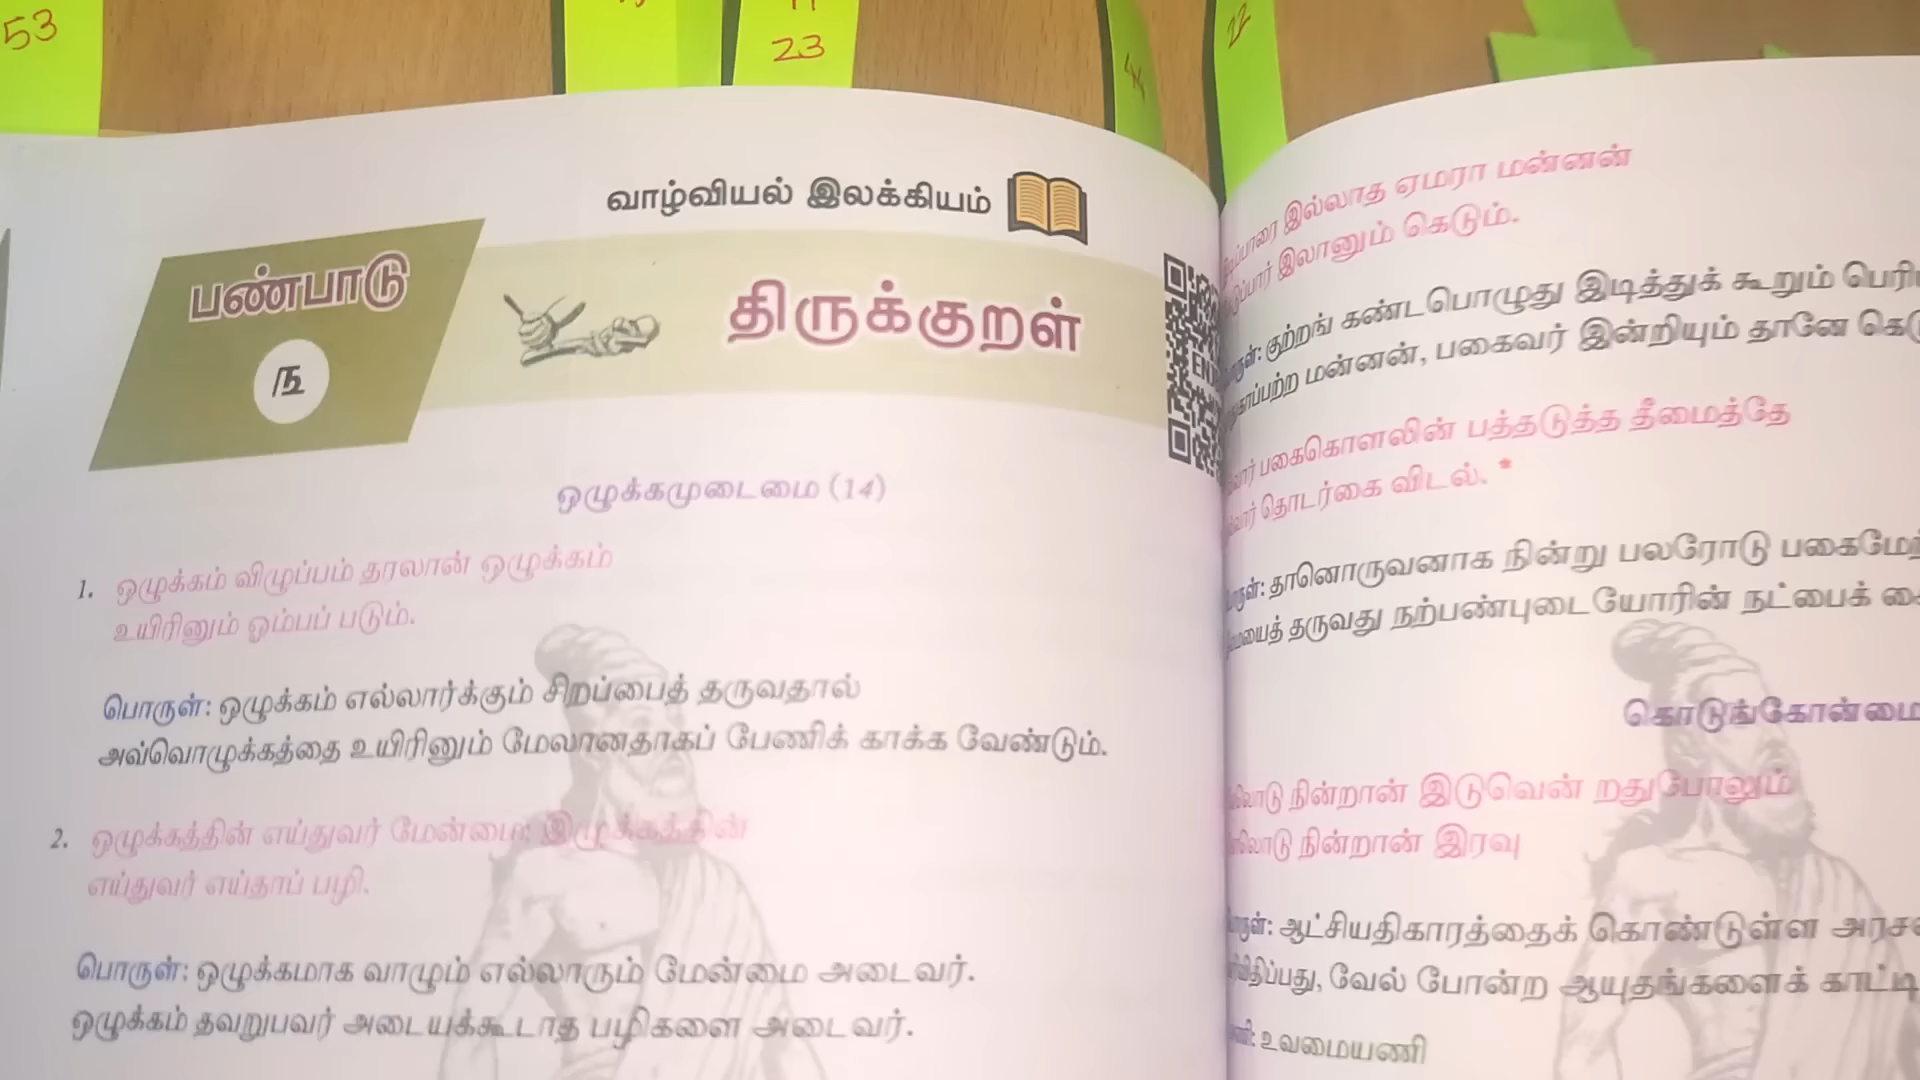 53
23
44
22
வாழ்வியல் இலக்கியம்
பண்பாடு
௩
திருக்குறள்
ஒழுக்கமுடைமை (14)
1. ஒழுக்கம் விழுப்பம் தரலான் ஒழுக்கம்
உயிரினும் ஓம்பப் படும்.
பொருள்: ஒழுக்கம் எல்லார்க்கும் சிறப்பைத் தருவதால்
அவ்வொழுக்கத்தை உயிரினும் மேலானதாகப் பேணிக் காக்க வேண்டும்.
2. ஒழுக்கத்தின் எய்துவர் மேன்மை; இழுக்கத்தின்
எய்துவர் எய்தாப் பழி.
பொருள்: ஒழுக்கமாக வாழும் எல்லாரும் மேன்மை அடைவர்.
ஒழுக்கம் தவறுபவர் அடையக்கூடாத பழிகளை அடைவர்.
இல்லாத ஏமரா மன்னன்
இலானும் கெடும்.
குற்றங் கண்டபொழுது இடித்துக் கூறும்
மன்னன், பகைவர் இன்றியும் தானே
பகைகொளலின் பத்தடுத்த தீமைத்தே
தொடர்கை விடல். *
தானொருவனாக நின்று பலரோடு
தருவது நற்பண்புடையோரின் நட்பைக்
கொடுங்கோன்மை
நின்றான் இடுவென் றதுபோலும்
நின்றான் இரவு
ஆட்சியதிகாரத்தைக் கொண்டுள்ள
வேல் போன்ற ஆயுதங்களைக் காட்டி
உவமையணி